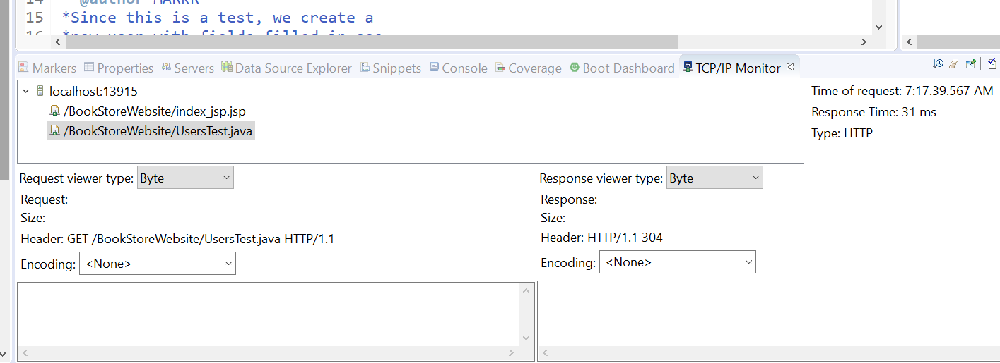 @author MARKR
15 *Since this is a test, we create a
Markers Properties Servers Data Source Explorer Snippets Console Coverage Boot Dashboard TCP/IP Monitor
localhost:13915
/BookStoreWebsite/index_jsp.jsp
/BookStoreWebsite/UsersTest.java
Time of request: 7:17.39.567 AM
Response Time: 31 ms
Type: HTTP
Request viewer type: Byte
Request:
Size:
Header: GET /BookStoreWebsite/UsersTest.java HTTP/1.1
Encoding: <None>
Response viewer type: Byte
Response:
Size:
Header: HTTP/1.1 304
Encoding: <None>